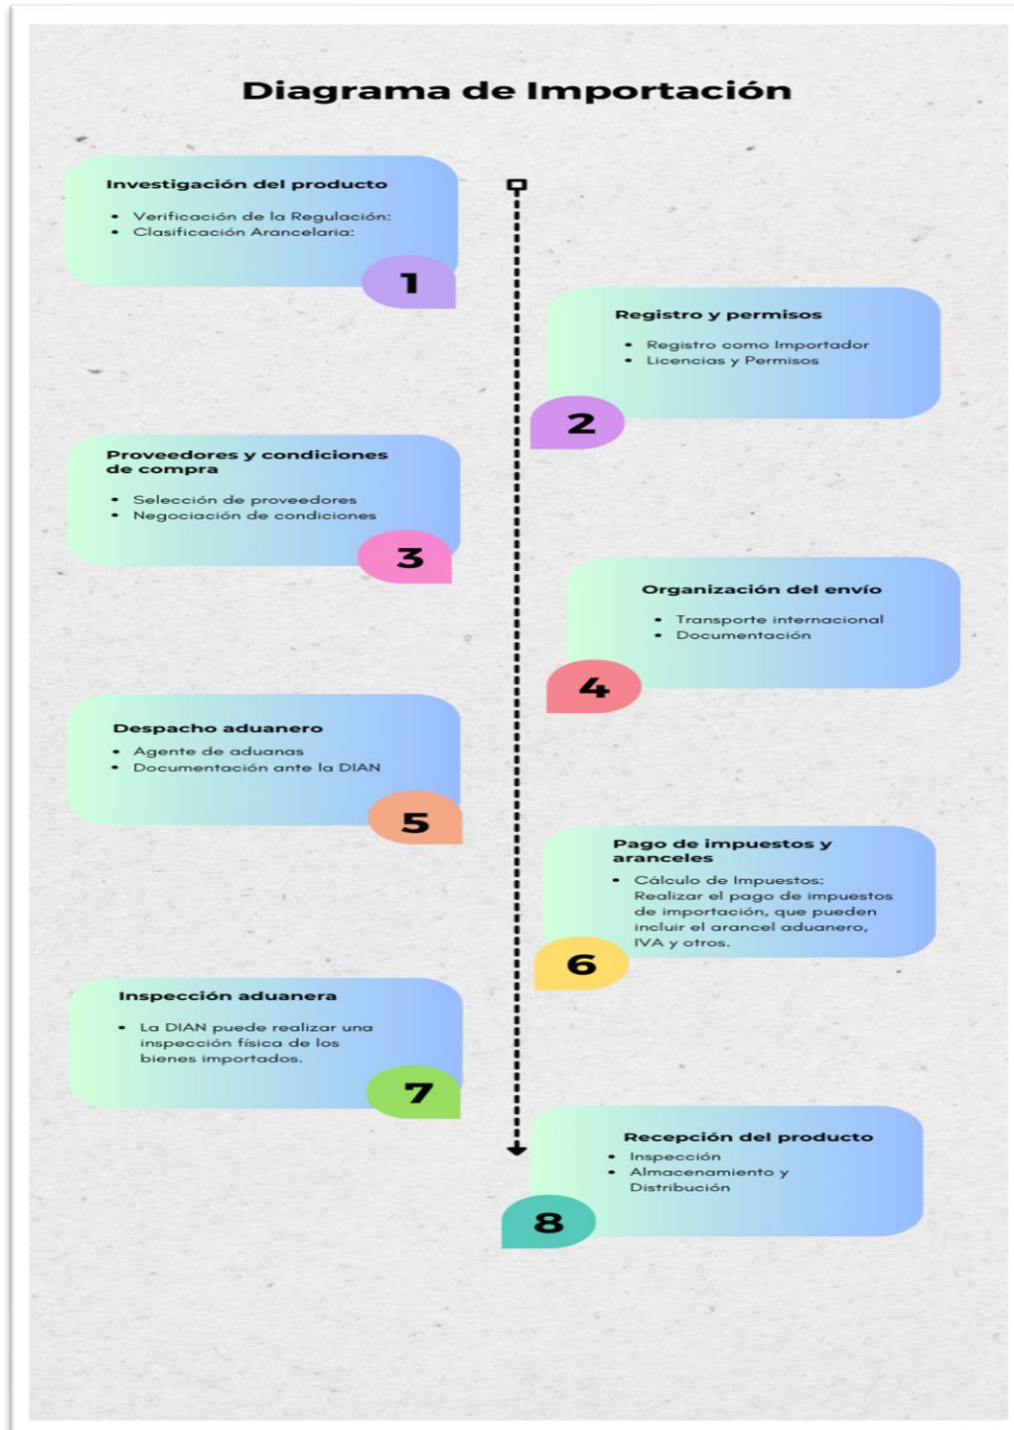 Diagrama de Importación
Investigación del producto
• Verificación de la Regulación:
• Clasificación Arancelaria:
1
Registro y permisos
• Registro como Importador
• Licencias y Permisos
2
Proveedores y condiciones
de compra
• Selección de proveedores
• Negociación de condiciones
3
Organización del envío
• Transporte internacional
• Documentación
4
Despacho aduanero
• Agente de aduanas
• Documentación ante la DIAN
5
Pago de impuestos y
aranceles
• Cálculo de Impuestos:
Realizar el pago de impuestos
de importación, que pueden
incluir el arancel aduanero,
IVA y otros.
6
Inspección aduanera
• La DIAN puede realizar una
inspección física de los
bienes importados.
7
Recepción del producto
• Inspección
• Almacenamiento y
Distribución
8